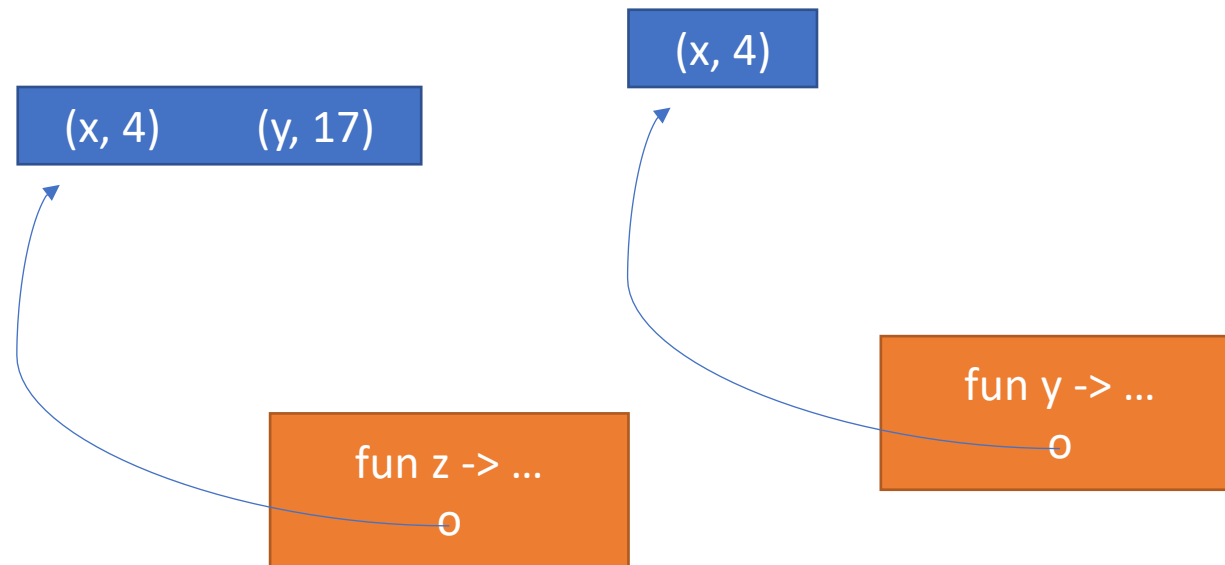 (x, 4)
(x, 4) (y, 17)
fun y -> …
o
fun z -> …
o